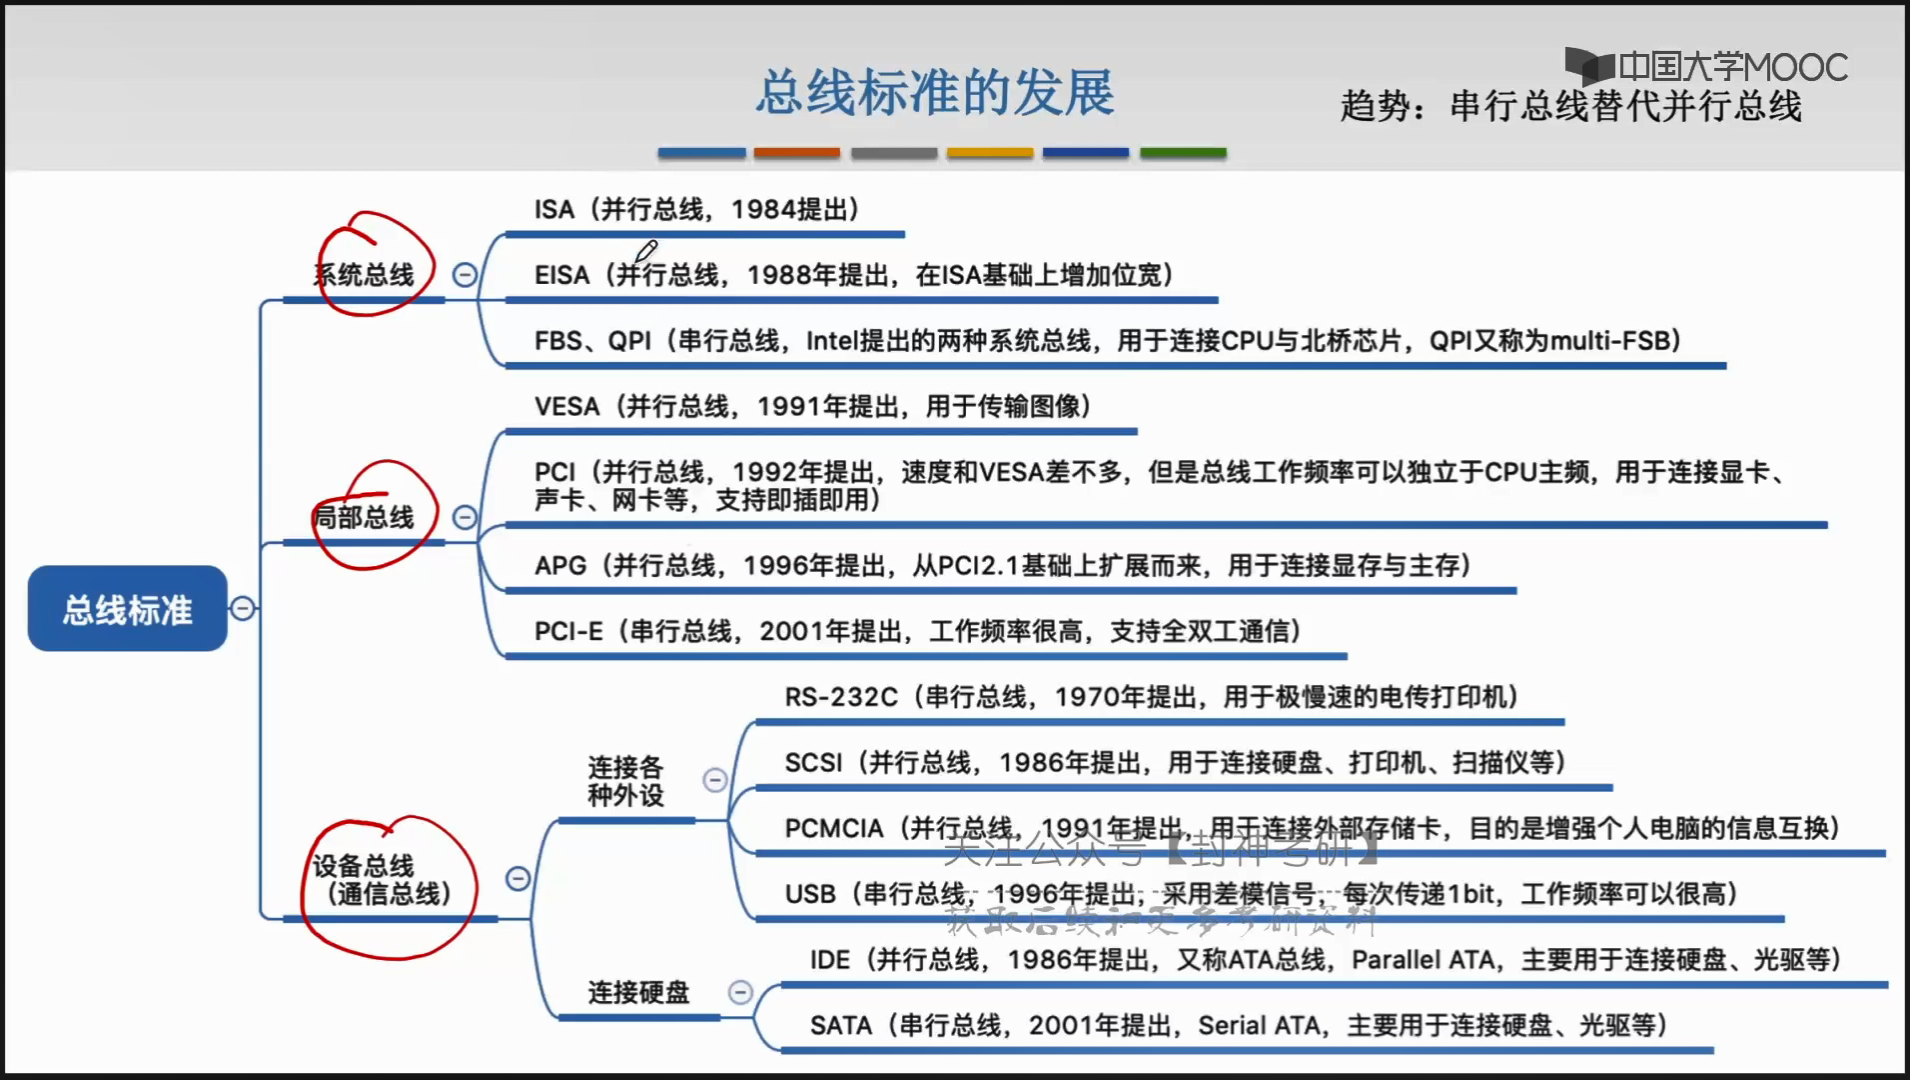 中国大学MOOC
总线标准的发展
趋势：串行总线替代并行总线
总线标准
系统总线
ISA（并行总线，1984提出）
EISA（并行总线，1988年提出，在ISA基础上增加位宽）
FBS、QPI（串行总线，Intel提出的两种系统总线，用于连接CPU与北桥芯片，QPI又称为multi-FSB）
局部总线
VESA（并行总线，1991年提出，用于传输图像）
PCI（并行总线，1992年提出，速度和VESA差不多，但是总线工作频率可以独立于CPU主频，用于连接显卡、
声卡、网卡等，支持即插即用）
APG（并行总线，1996年提出，从PCI2.1基础上扩展而来，用于连接显存与主存）
PCI-E（串行总线，2001年提出，工作频率很高，支持全双工通信）
设备总线
（通信总线）
连接各
种外设
RS-232C（串行总线，1970年提出，用于极慢速的电传打印机）
SCSI（并行总线，1986年提出，用于连接硬盘、打印机、扫描仪等）
PCMCIA（并行总线，1991年提出，用于连接外部存储卡，目的是增强个人电脑的信息互换）
关注公众号【封神考研】
USB（串行总线，1996年提出，采用差模信号，每次传递1bit，工作频率可以很高）
获取后续和更多考研资料
连接硬盘
IDE（并行总线，1986年提出，又称ATA总线，Parallel ATA，主要用于连接硬盘、光驱等）
SATA（串行总线，2001年提出，Serial ATA，主要用于连接硬盘、光驱等）